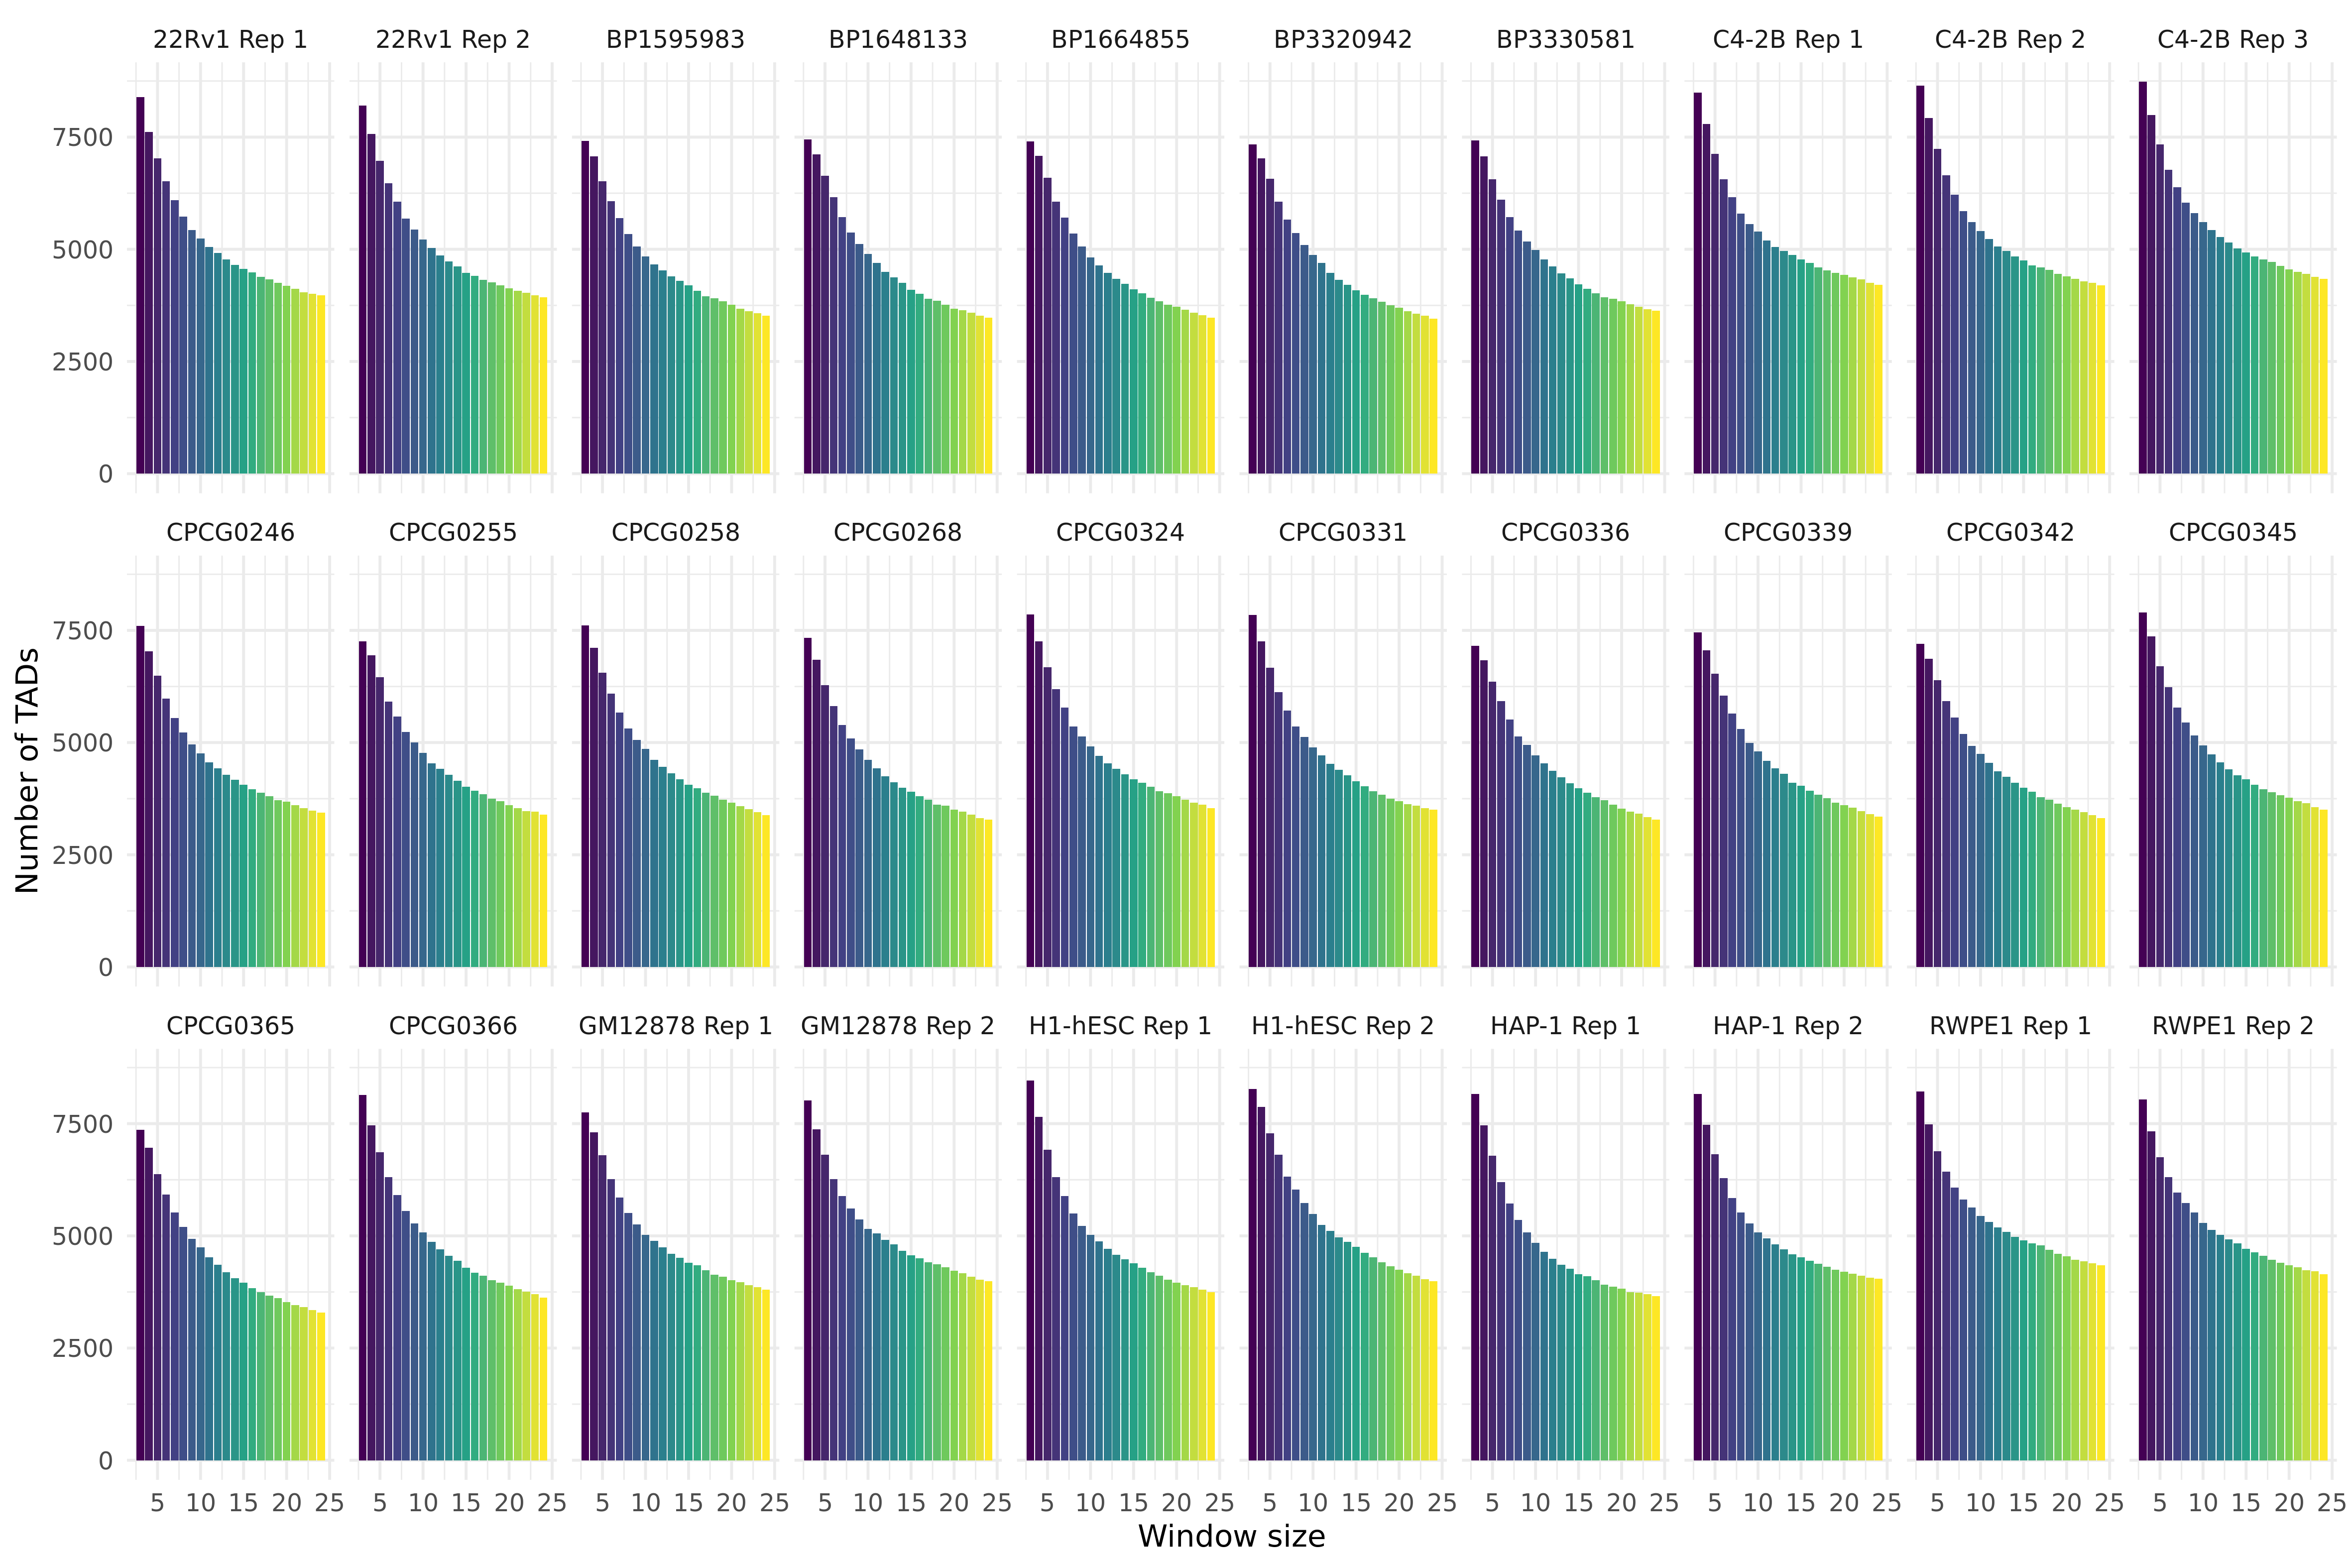 22Rv1 Rep 1 22Rv1 Rep 2 BP1595983 BP1648133 BP1664855 BP3320942 BP3330581 C4-2B Rep 1 C4-2B Rep 2 C4-2B Rep 3
7500
5000
2500
0
CPCG0246 CPCG0255 CPCG0258 CPCG0268 CPCG0324 CPCG0331 CPCG0336 CPCG0339 CPCG0342 CPCG0345
7500
5000
2500
0
Number of TADs
CPCG0365 CPCG0366 GM12878 Rep 1 GM12878 Rep 2 H1-hESC Rep 1 H1-hESC Rep 2 HAP-1 Rep 1 HAP-1 Rep 2 RWPE1 Rep 1 RWPE1 Rep 2
7500
5000
2500
0
5 10 15 20 25 5 10 15 20 25 5 10 15 20 25 5 10 15 20 25 5 10 15 20 25 5 10 15 20 25 5 10 15 20 25 5 10 15 20 25 5 10 15 20 25 5 10 15 20 25
Window size